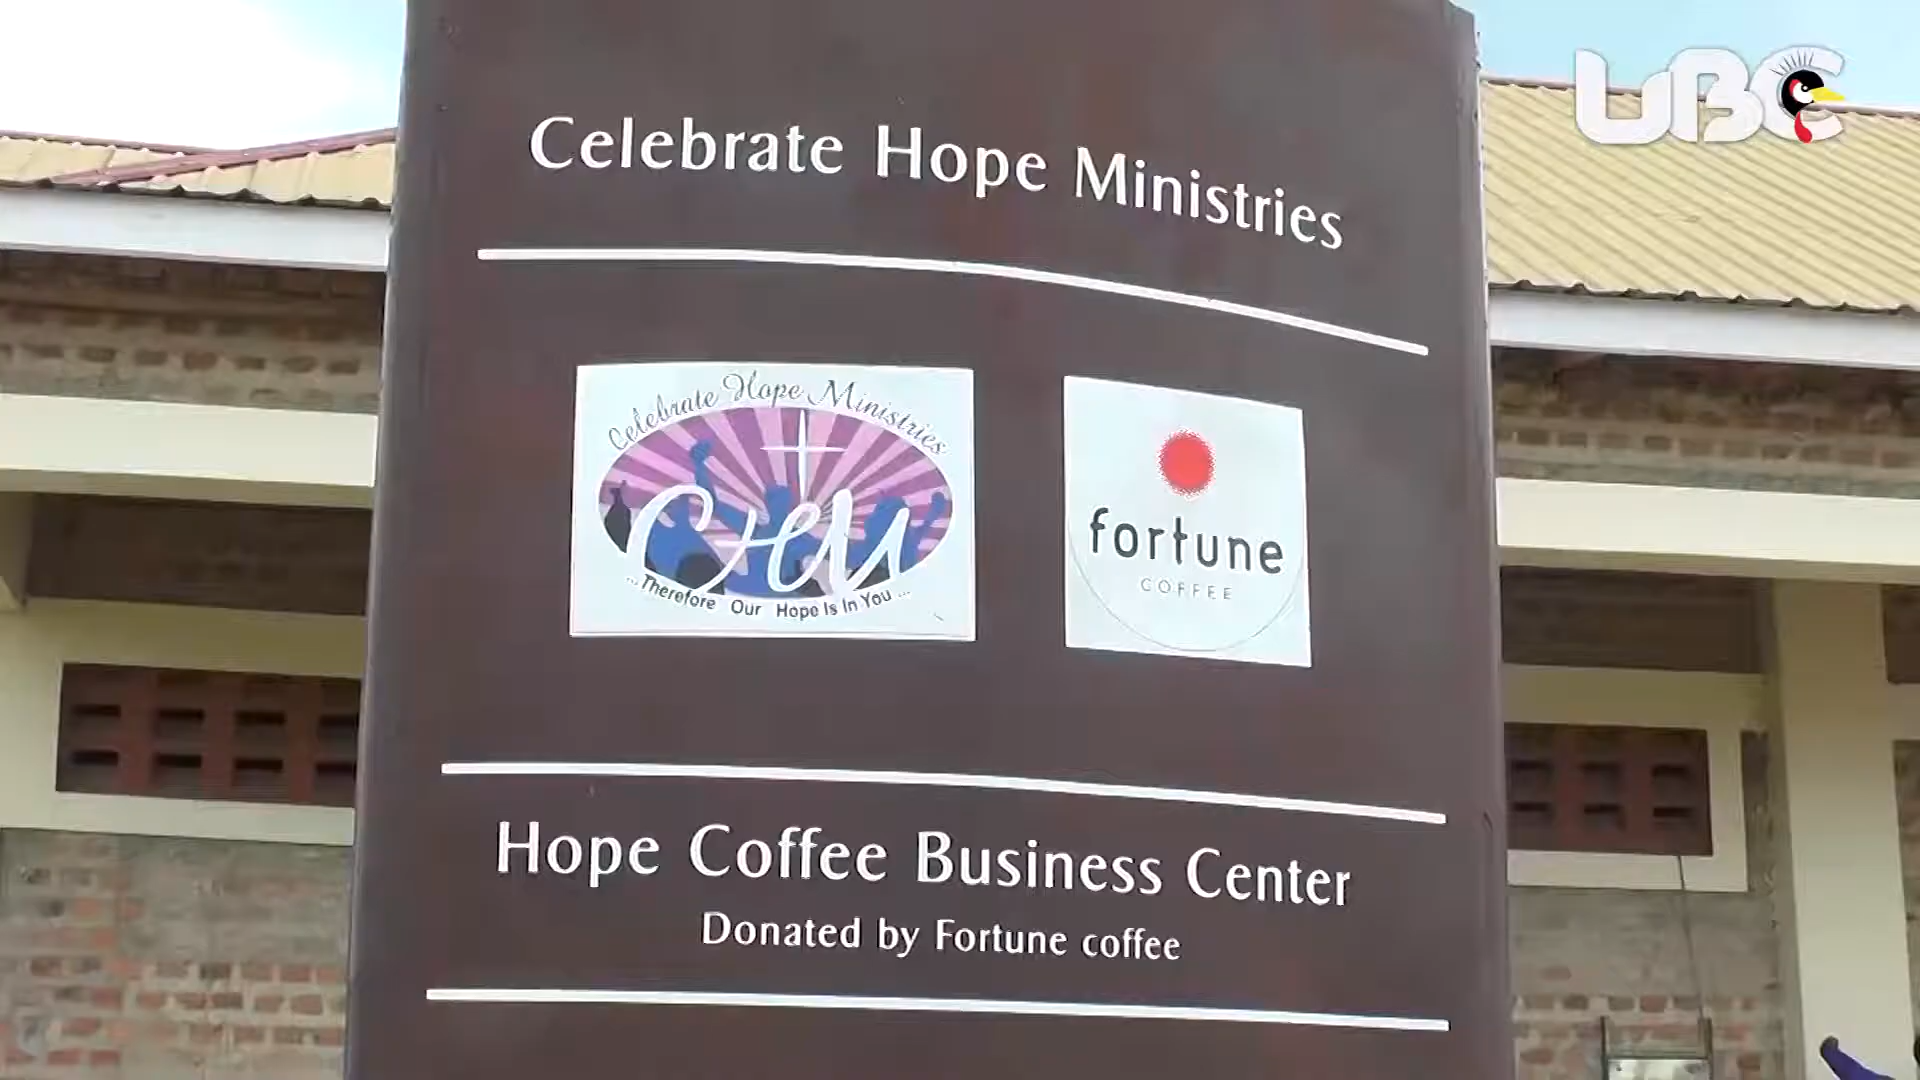 UBC
Celebrate Hope Ministries
Celebrate Hope Ministries
CHM
...Therefore Our Hope Is In You...
fortune
COFFEE
Hope Coffee Business Center
Donated by Fortune coffee